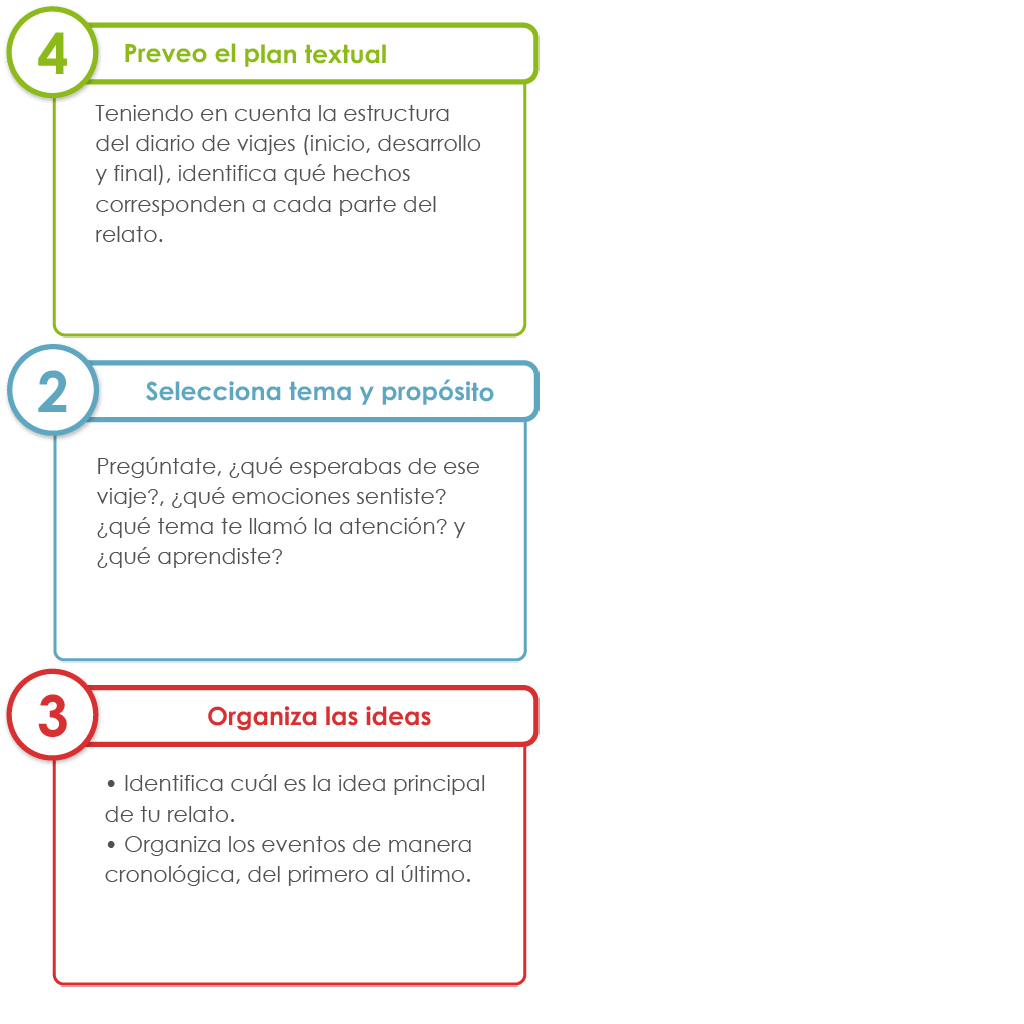 4
Preveo el plan textual
Teniendo en cuenta la estructura
del diario de viajes (inicio, desarrollo
y final), identifica qué hechos
corresponden a cada parte del
relato.
2
Selecciona tema y propósito
Pregúntate, ¿qué esperabas de ese
viaje?, ¿qué emociones sentiste?
¿qué tema te llamó la atención? y
¿qué aprendiste?
3
Organiza las ideas
• Identifica cuál es la idea principal
de tu relato.
• Organiza los eventos de manera
cronológica, del primero al último.